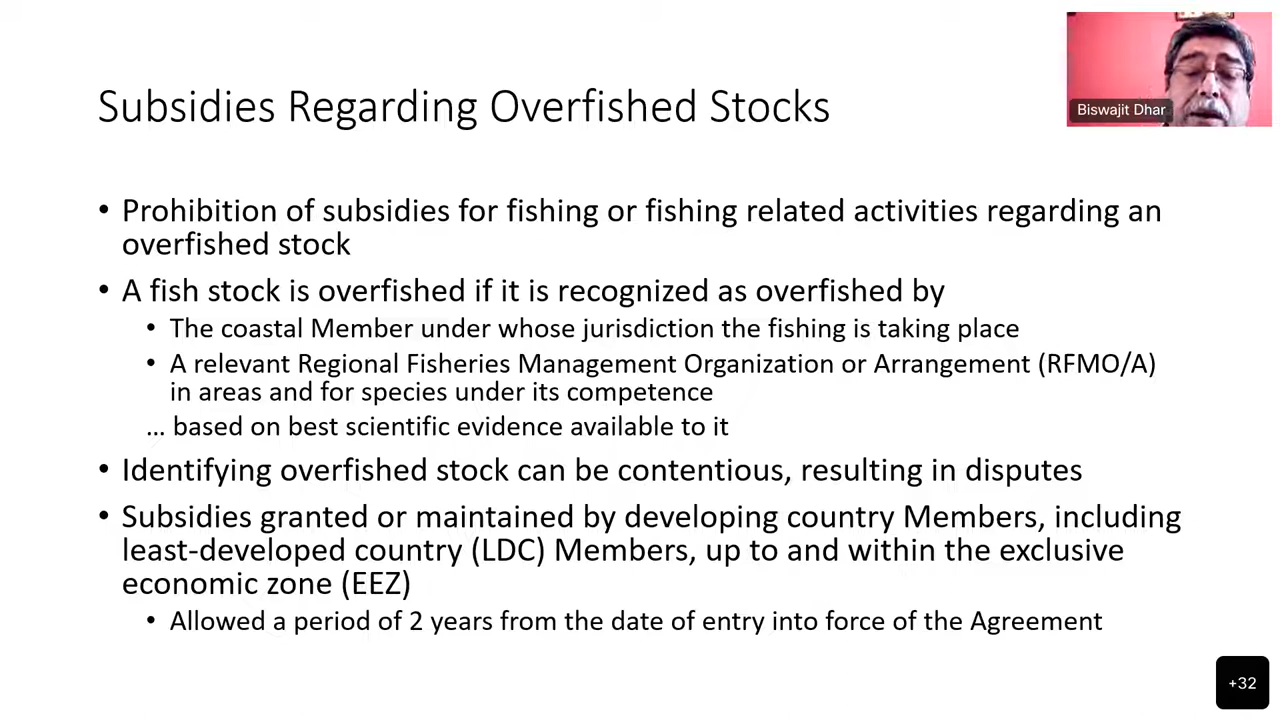 Subsidies Regarding Overfished Stocks
Biswajit Dhar
• Prohibition of subsidies for fishing or fishing related activities regarding an
overfished stock
• A fish stock is overfished if it is recognized as overfished by
• The coastal Member under whose jurisdiction the fishing is taking place
• A relevant Regional Fisheries Management Organization or Arrangement (RFMO/A)
in areas and for species under its competence
... based on best scientific evidence available to it
• Identifying overfished stock can be contentious, resulting in disputes
• Subsidies granted or maintained by developing country Members, including
least-developed country (LDC) Members, up to and within the exclusive
economic zone (EEZ)
• Allowed a period of 2 years from the date of entry into force of the Agreement
+32